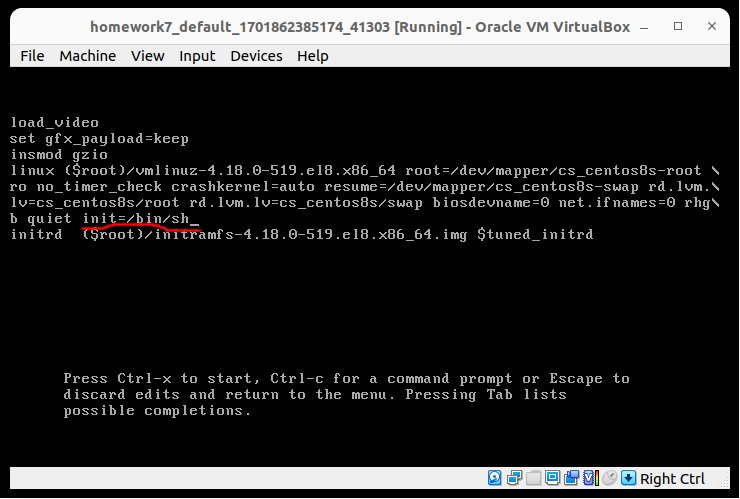 homework7_default_1701862385174_41303 [Running] - Oracle VM VirtualBox
File Machine View Input Devices Help
load_video
set gfx_payload=keep
insmod gzio
linux ($root)/vmlinuz-4.18.0-519.el8.x86_64 root=/dev/mapper/cs_centos8s-root \
ro no_timer_check crashkernel=auto resume=/dev/mapper/cs_centos8s-swap rd.lvm.\
lv=cs_centos8s/root rd.lvm.lv=cs_centos8s/swap biosdevname=0 net.ifnames=0 rhg\
b quiet init=/bin/sh_
initrd  ($root)/initramfs-4.18.0-519.el8.x86_64.img $tuned_initrd
Press Ctrl-x to start, Ctrl-c for a command prompt or Escape to
discard edits and return to the menu. Pressing Tab lists
possible completions.
Right Ctrl